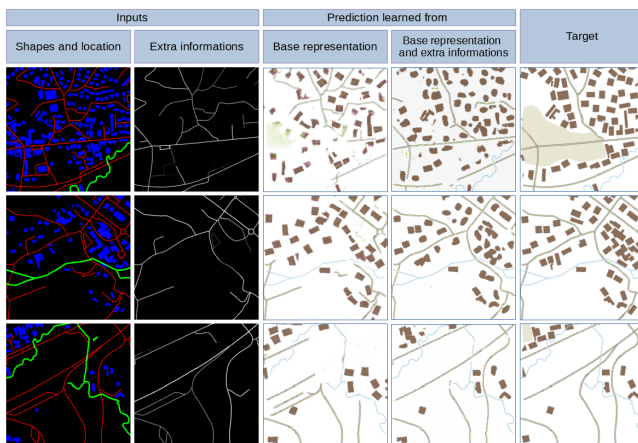 Inputs
Prediction learned from
Target
Shapes and location
Extra informations
Base representation
Base representation
and extra informations